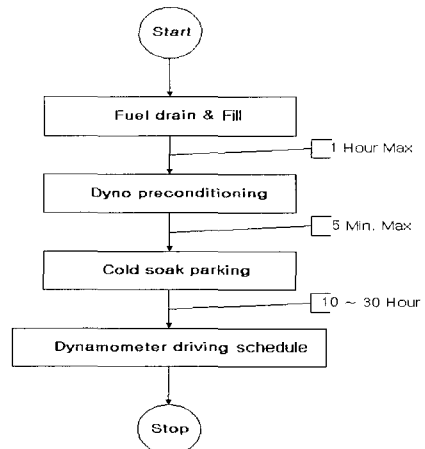 Start
Fuel drain & Fill
1 Hour Max
Dyno preconditioning
5 Min. Max
Cold soak parking
10 ~ 30 Hour
Dynamometer driving schedule
Stop